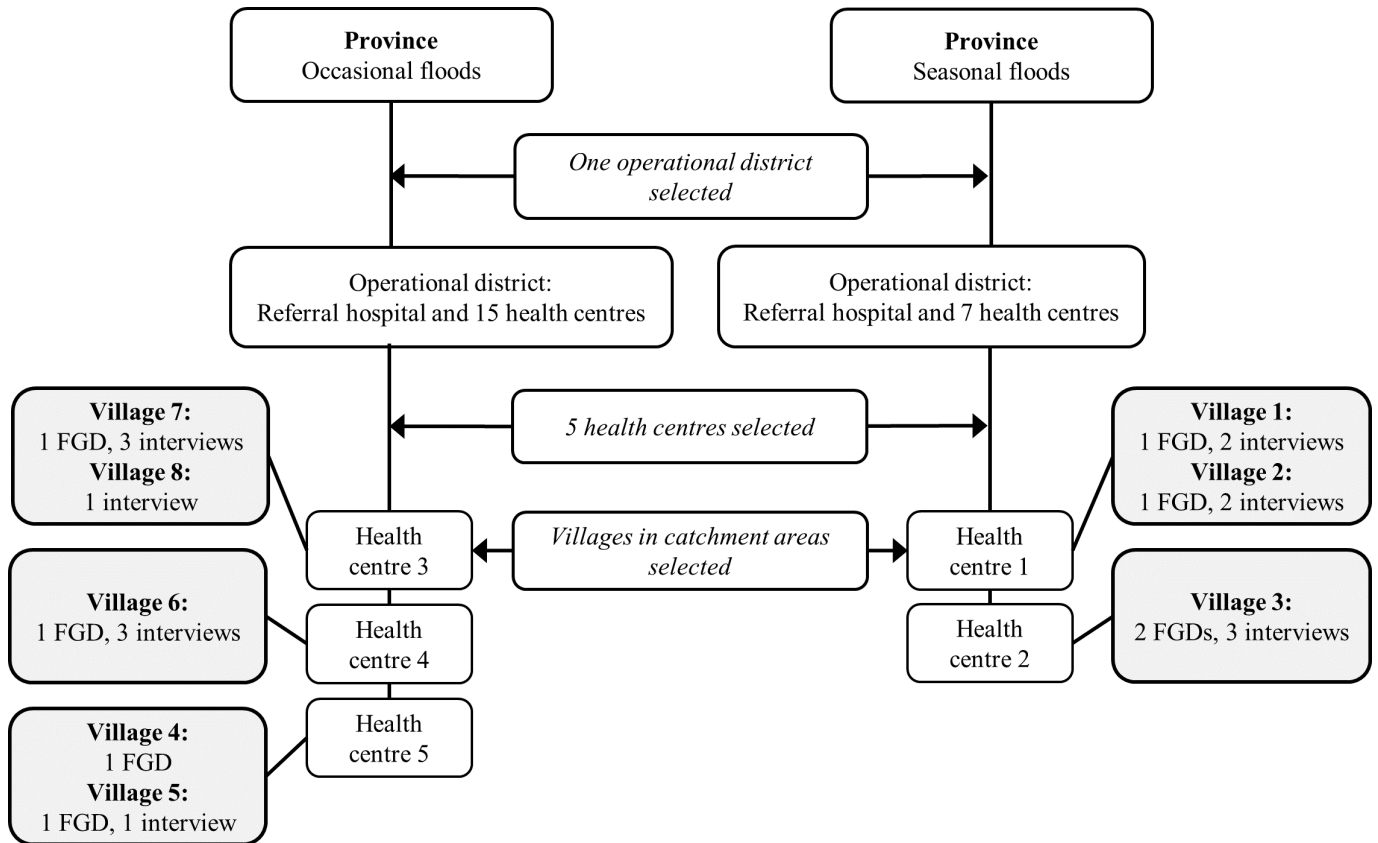 Province
Occasional floods
Province
Seasonal floods
One operational district
selected
Operational district:
Referral hospital and 15 health centres
Operational district:
Referral hospital and 7 health centres
5 health centres selected
Village 7:
1 FGD, 3 interviews
Village 8:
1 interview
Village 1:
1 FGD, 2 interviews
Village 2:
1 FGD, 2 interviews
Health
centre 3
Villages in catchment areas
selected
Health
centre 1
Village 6:
1 FGD, 3 interviews
Health
centre 4
Health
centre 2
Village 3:
2 FGDs, 3 interviews
Village 4:
1 FGD
Village 5:
1 FGD, 1 interview
Health
centre 5